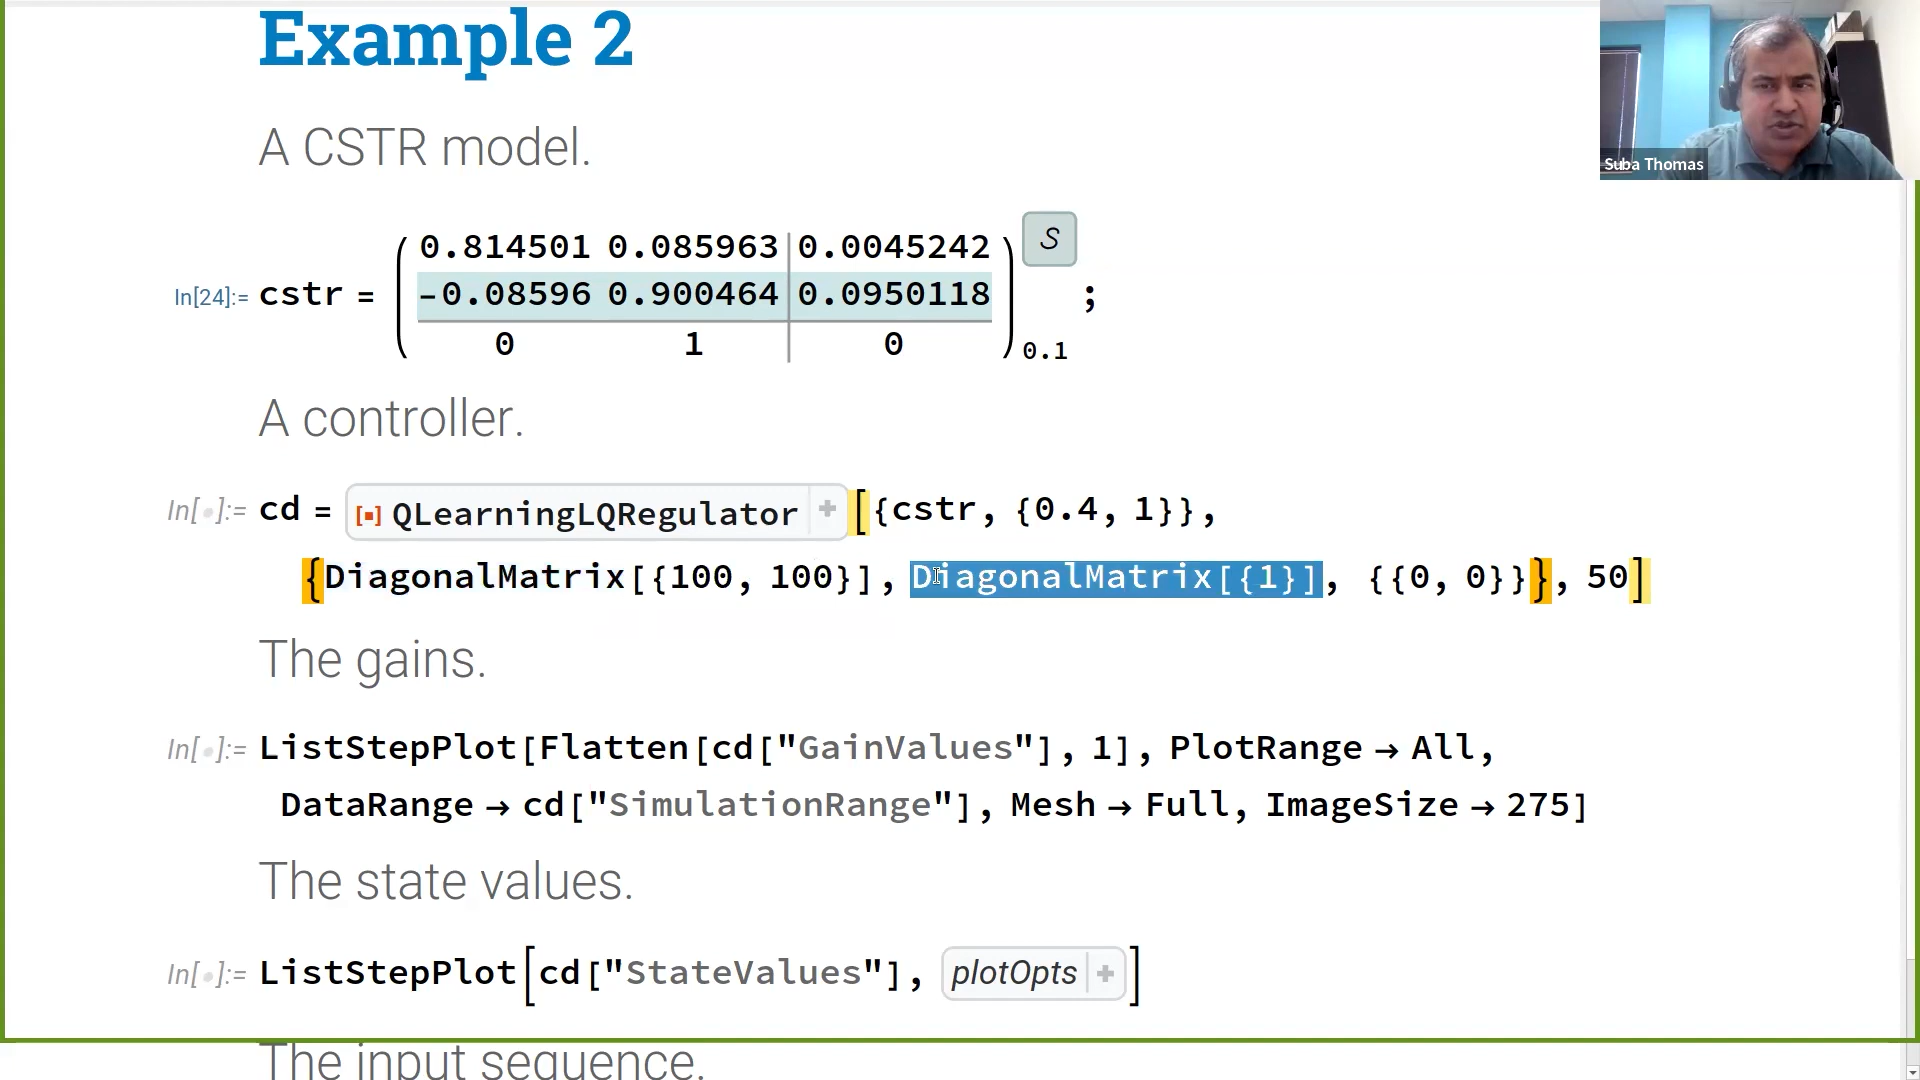 Example 2
A CSTR model.
Suba Thomas
0.814501 0.085963 0.0045242
S
In[24]:= cstr = -0.08596 0.900464 0.0950118 ;
0 1 0
0.1
A controller.
In[ ]:= cd = QLearningLQRegulator + [{cstr, {0.4, 1}},
{DiagonalMatrix[{100, 100}], DiagonalMatrix[{1}], {{0, 0}}}, 50]
The gains.
In[ ]:= ListStepPlot[Flatten[cd["GainValues"], 1], PlotRange → All,
DataRange → cd["SimulationRange"], Mesh → Full, ImageSize → 275]
The state values.
In[ ]:= ListStepPlot[cd["StateValues"], plotOpts + ]
The input sequence.